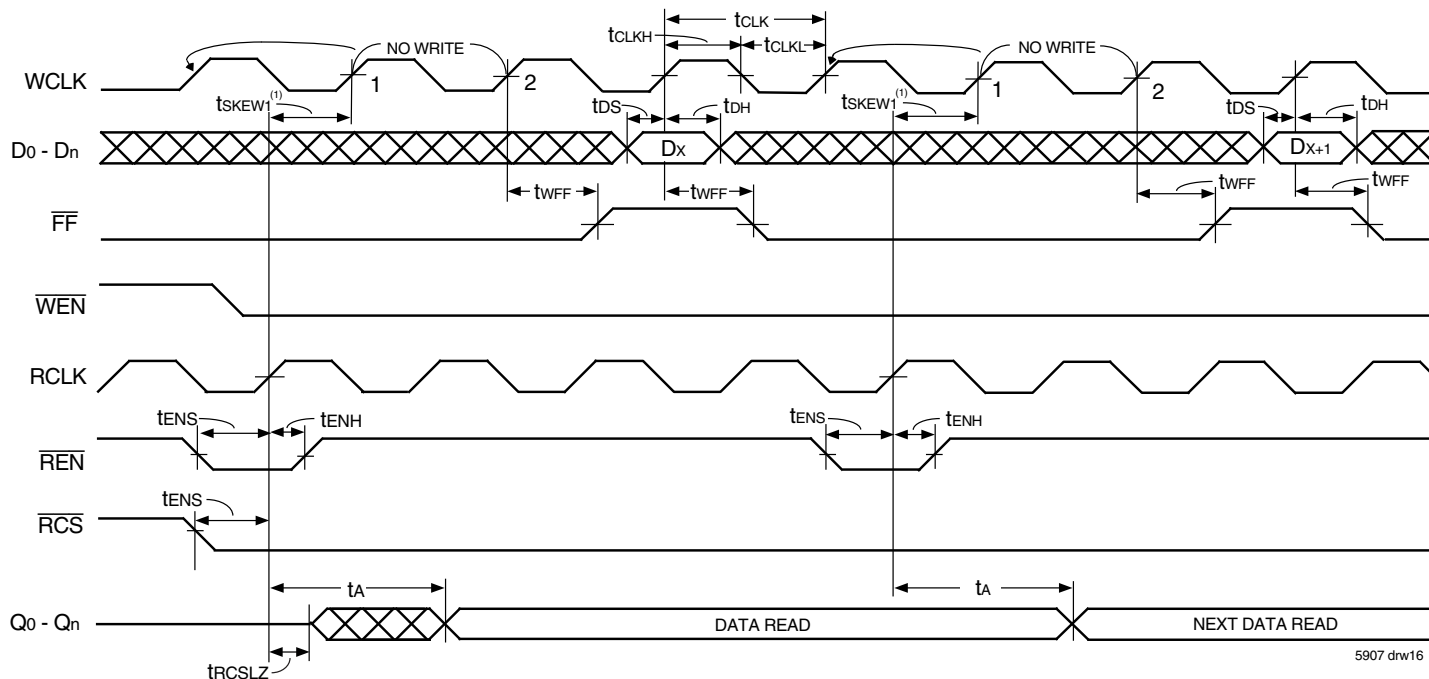 tCLK
tCLKH
tCLKL
NO WRITE
NO WRITE
WCLK
1
2
1
2
tSKEW1(1)
tDS
tDH
tSKEW1(1)
tDS
tDH
D0 - Dn
DX
DX+1
tWFF
tWFF
tWFF
tWFF
FF
WEN
RCLK
tENS
tENH
tENS
tENH
REN
tENS
RCS
tA
tA
Q0 - Qn
DATA READ
NEXT DATA READ
tRCSLZ
5907 drw16